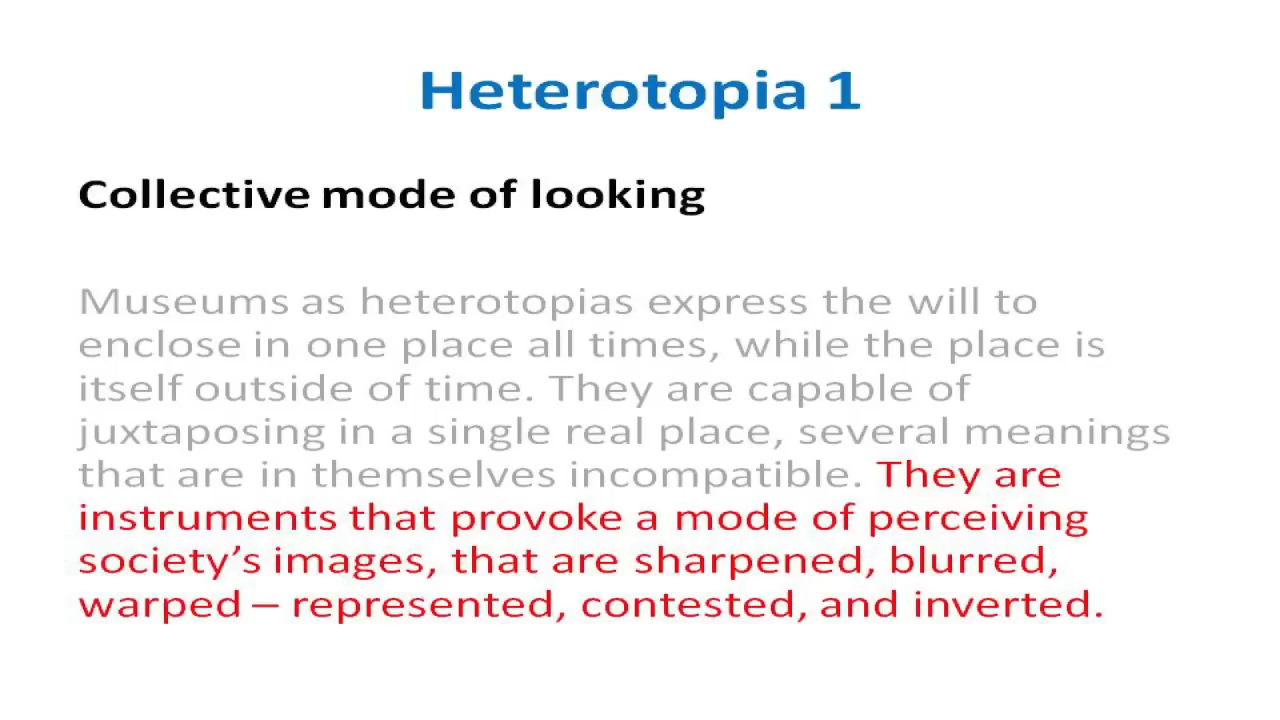 Heterotopia 1
Collective mode of looking
Museums as heterotopias express the will to
enclose in one place all times, while the place is
itself outside of time. They are capable of
juxtaposing in a single real place, several meanings
that are in themselves incompatible. They are
instruments that provoke a mode of perceiving
society’s images, that are sharpened, blurred,
warped – represented, contested, and inverted.